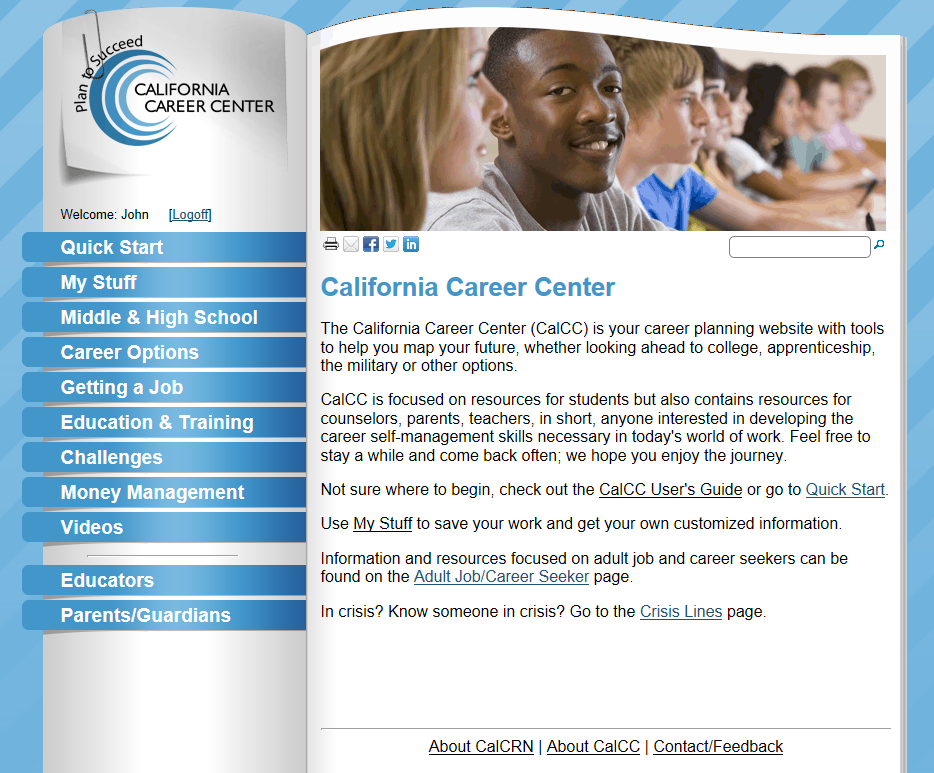 Plan to Succeed
CALIFORNIA
CAREER CENTER
Welcome: John [Logoff]
Quick Start
My Stuff
Middle & High School
Career Options
Getting a Job
Education & Training
Challenges
Money Management
Videos
Educators
Parents/Guardians
California Career Center
The California Career Center (CalCC) is your career planning website with tools
to help you map your future, whether looking ahead to college, apprenticeship,
the military or other options.
CalCC is focused on resources for students but also contains resources for
counselors, parents, teachers, in short, anyone interested in developing the
career self-management skills necessary in today's world of work. Feel free to
stay a while and come back often; we hope you enjoy the journey.
Not sure where to begin, check out the CalCC User's Guide or go to Quick Start.
Use My Stuff to save your work and get your own customized information.
Information and resources focused on adult job and career seekers can be
found on the Adult Job/Career Seeker page.
In crisis? Know someone in crisis? Go to the Crisis Lines page.
About CalCRN | About CalCC | Contact/Feedback